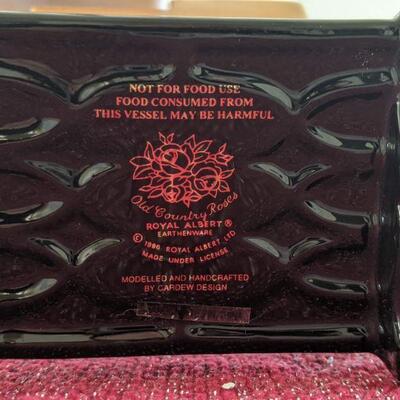 NOT FOR FOOD USE
FOOD CONSUMED FROM
THIS VESSEL MAY BE HARMFUL
Old Country Roses
ROYAL ALBERT ®
EARTHENWARE
© 1996 ROYAL ALBERT LTD
MADE UNDER LICENSE
MODELLED AND HANDCRAFTED
BY CARDEW DESIGN